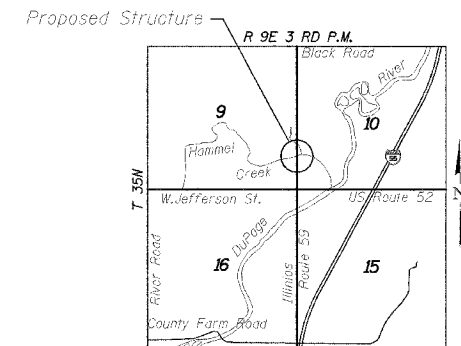 Proposed Structure
R 9E 3 RD P.M.
Black Road
River
9
10
Hammel
Creek
55
T 35N
W.Jefferson St.
US Route 52
Z
DuPage
River Road
16
Illinios
Route 59
15
County Farm Road